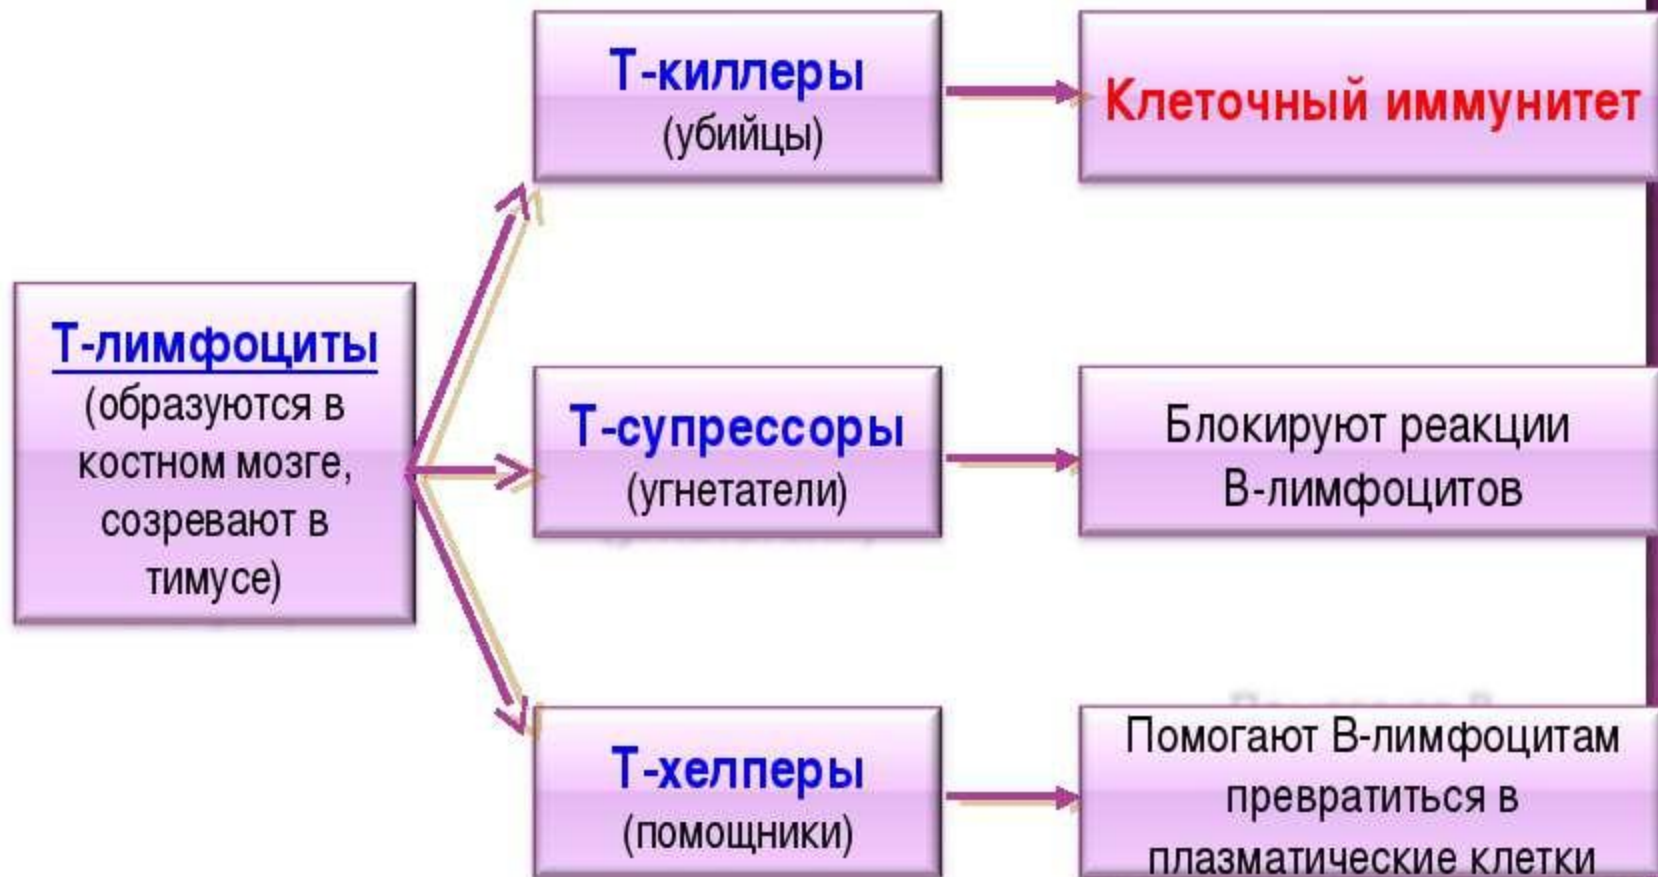 Т-киллеры
(убийцы)
Клеточный иммунитет
Т-лимфоциты
(образуются в
костном мозге,
созревают в
тимусе)
Т-супрессоры
(угнетатели)
Блокируют реакции
В-лимфоцитов
Т-хелперы
(помощники)
Помогают В-лимфоцитам
превратиться в
плазматические клетки